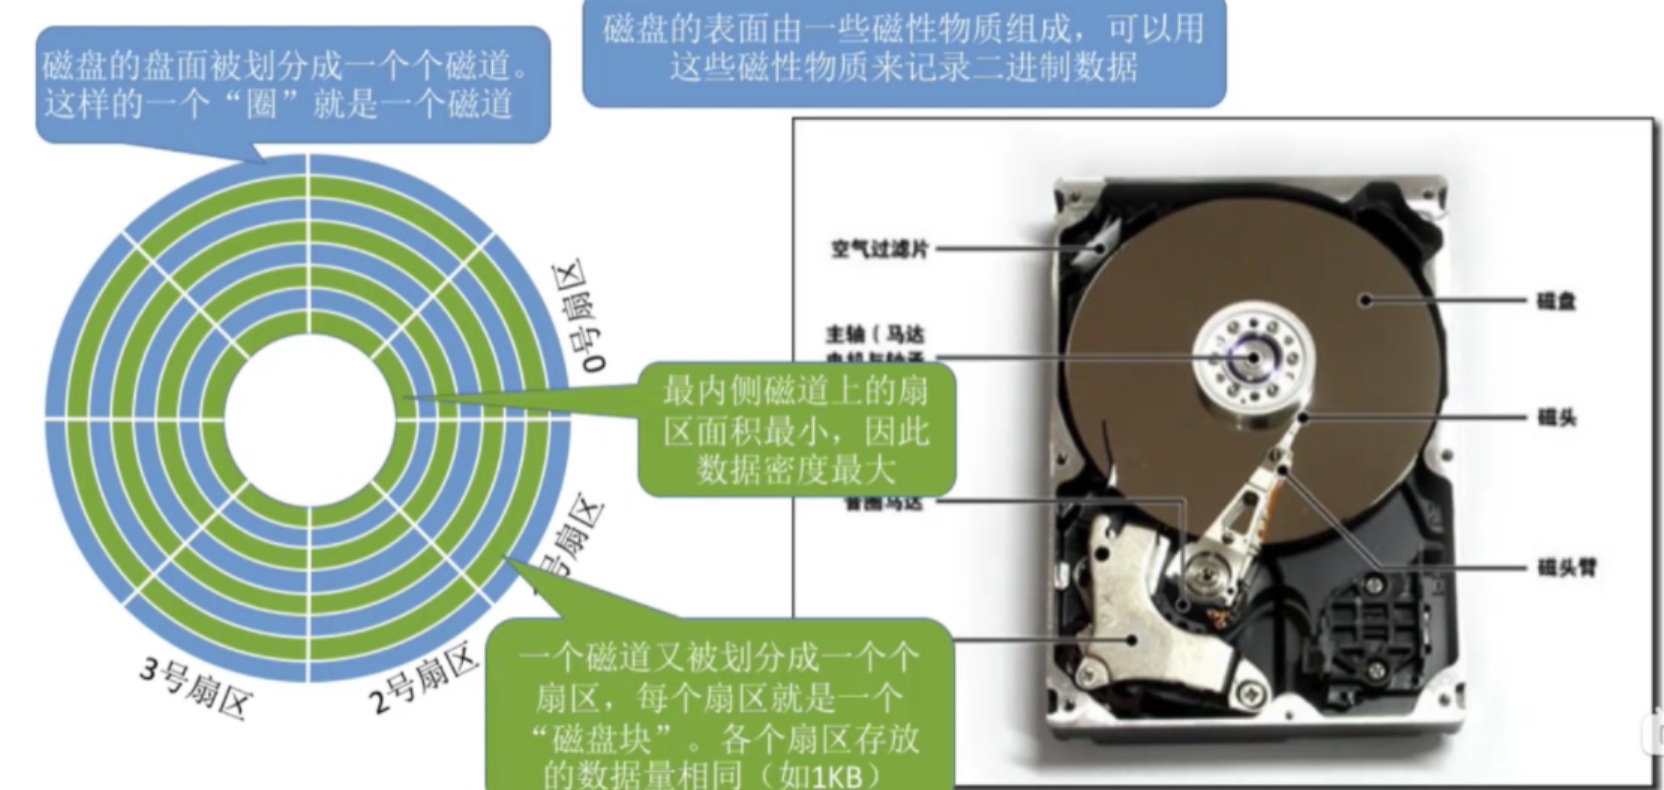 磁盘的盘面被划分成一个个磁道。
这样的一个“圈”就是一个磁道
磁盘的表面由一些磁性物质组成，可以用
这些磁性物质来记录二进制数据
0号扇区
号扇区
2号扇区
3号扇区
最内侧磁道上的扇
区面积最小，因此
数据密度最大
一个磁道又被划分成一个个
扇区，每个扇区就是一个
“磁盘块”。各个扇区存放
的数据量相同（如1KB）
空气过滤片
主轴（马达
磁盘
磁头
音圈马达
磁头臂